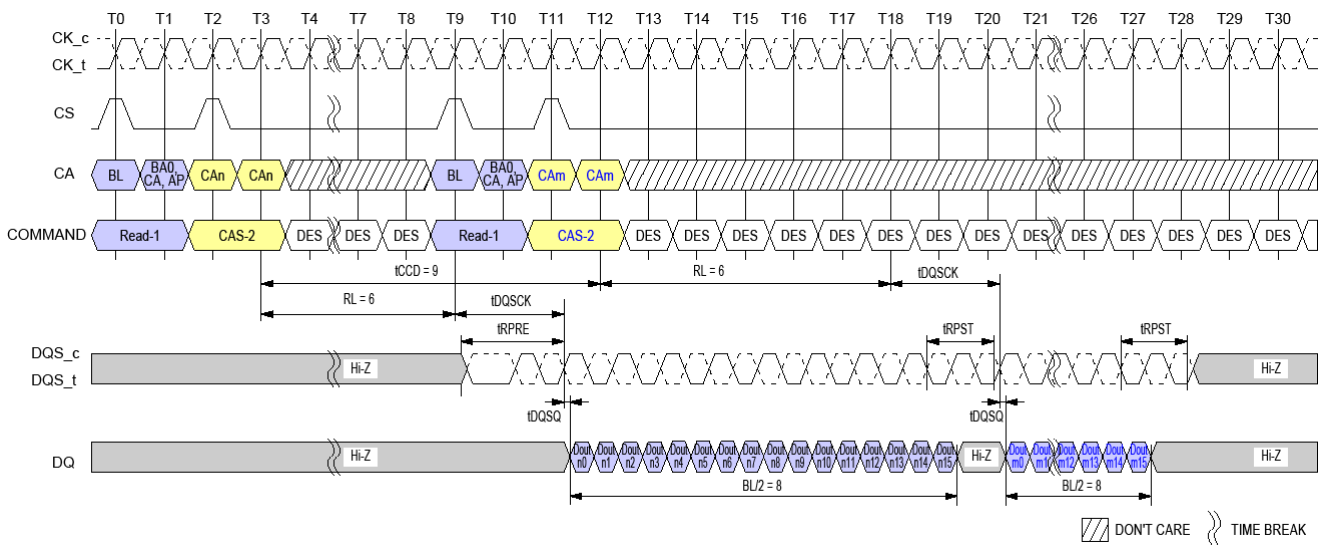 T0 T1 T2 T3 T4 T7 T8 T9 T10 T11 T12 T13 T14 T15 T16 T17 T18 T19 T20 T21 T26 T27 T28 T29 T30
CK_c
CK_t
CS
CA BL BA0, CA, AP CAn CAn BL BA0, CA, AP CAm CAm
COMMAND Read-1 CAS-2 DES DES DES Read-1 CAS-2 DES DES DES DES DES DES DES DES DES DES DES DES DES DES
tCCD = 9 RL = 6 tDQSCK
RL = 6 tDQSCK
tRPRE tRPST tRPST
DQS_c
DQS_t
Hi-Z Hi-Z
tDQSQ tDQSQ
DQ Hi-Z Dout n0 Dout n1 Dout n2 Dout n3 Dout n4 Dout n5 Dout n6 Dout n7 Dout n8 Dout n9 Dout n10 Dout n11 Dout n12 Dout n13 Dout n14 Dout n15 Hi-Z Dout m0 Dout m12 Dout m13 Dout m14 Dout m15 Hi-Z
BL/2 = 8 BL/2 = 8
DON'T CARE TIME BREAK